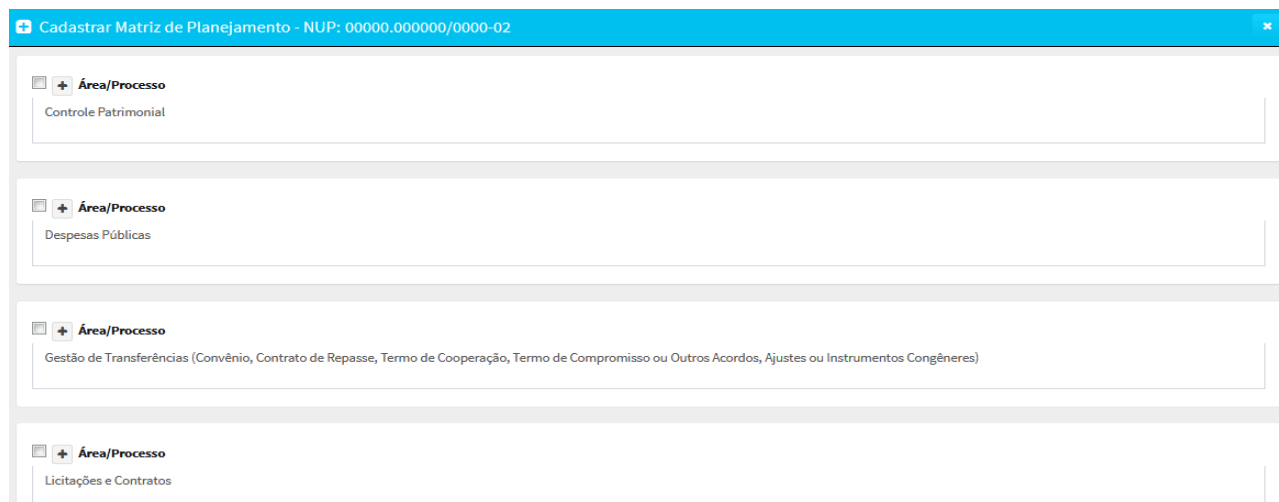 Cadastrar Matriz de Planejamento - NUP: 00000.000000/0000-02
Área/Processo
Controle Patrimonial
Área/Processo
Despesas Públicas
Área/Processo
Gestão de Transferências (Convênio, Contrato de Repasse, Termo de Cooperação, Termo de Compromisso ou Outros Acordos, Ajustes ou Instrumentos Congêneres)
Área/Processo
Licitações e Contratos